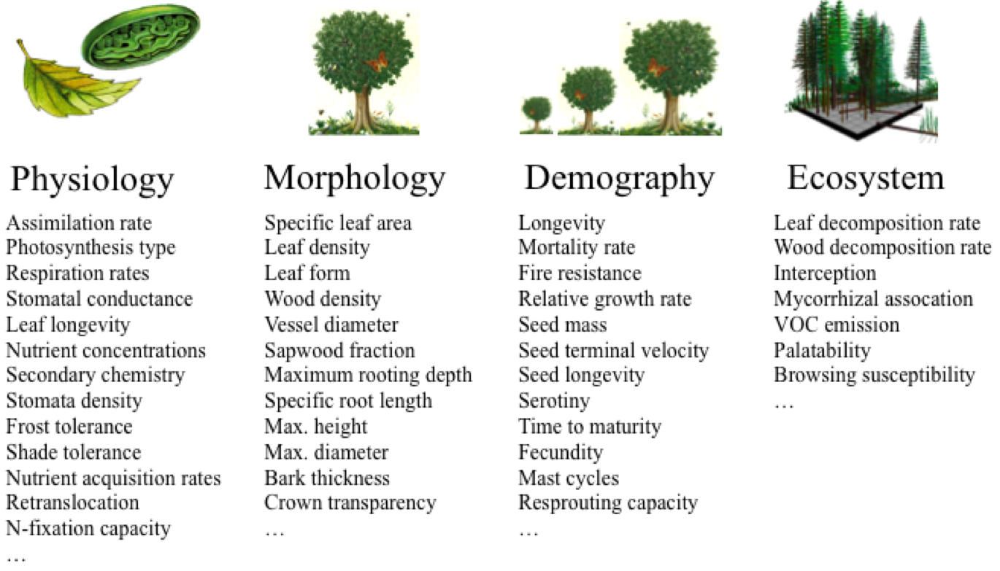 Physiology
Assimilation rate
Photosynthesis type
Respiration rates
Stomatal conductance
Leaf longevity
Nutrient concentrations
Secondary chemistry
Stomata density
Frost tolerance
Shade tolerance
Nutrient acquisition rates
Retranslocation
N-fixation capacity
…
Morphology
Specific leaf area
Leaf density
Leaf form
Wood density
Vessel diameter
Sapwood fraction
Maximum rooting depth
Specific root length
Max. height
Max. diameter
Bark thickness
Crown transparency
…
Demography
Longevity
Mortality rate
Fire resistance
Relative growth rate
Seed mass
Seed terminal velocity
Seed longevity
Serotiny
Time to maturity
Fecundity
Mast cycles
Resprouting capacity
…
Ecosystem
Leaf decomposition rate
Wood decomposition rate
Interception
Mycorrhizal assocation
VOC emission
Palatability
Browsing susceptibility
…